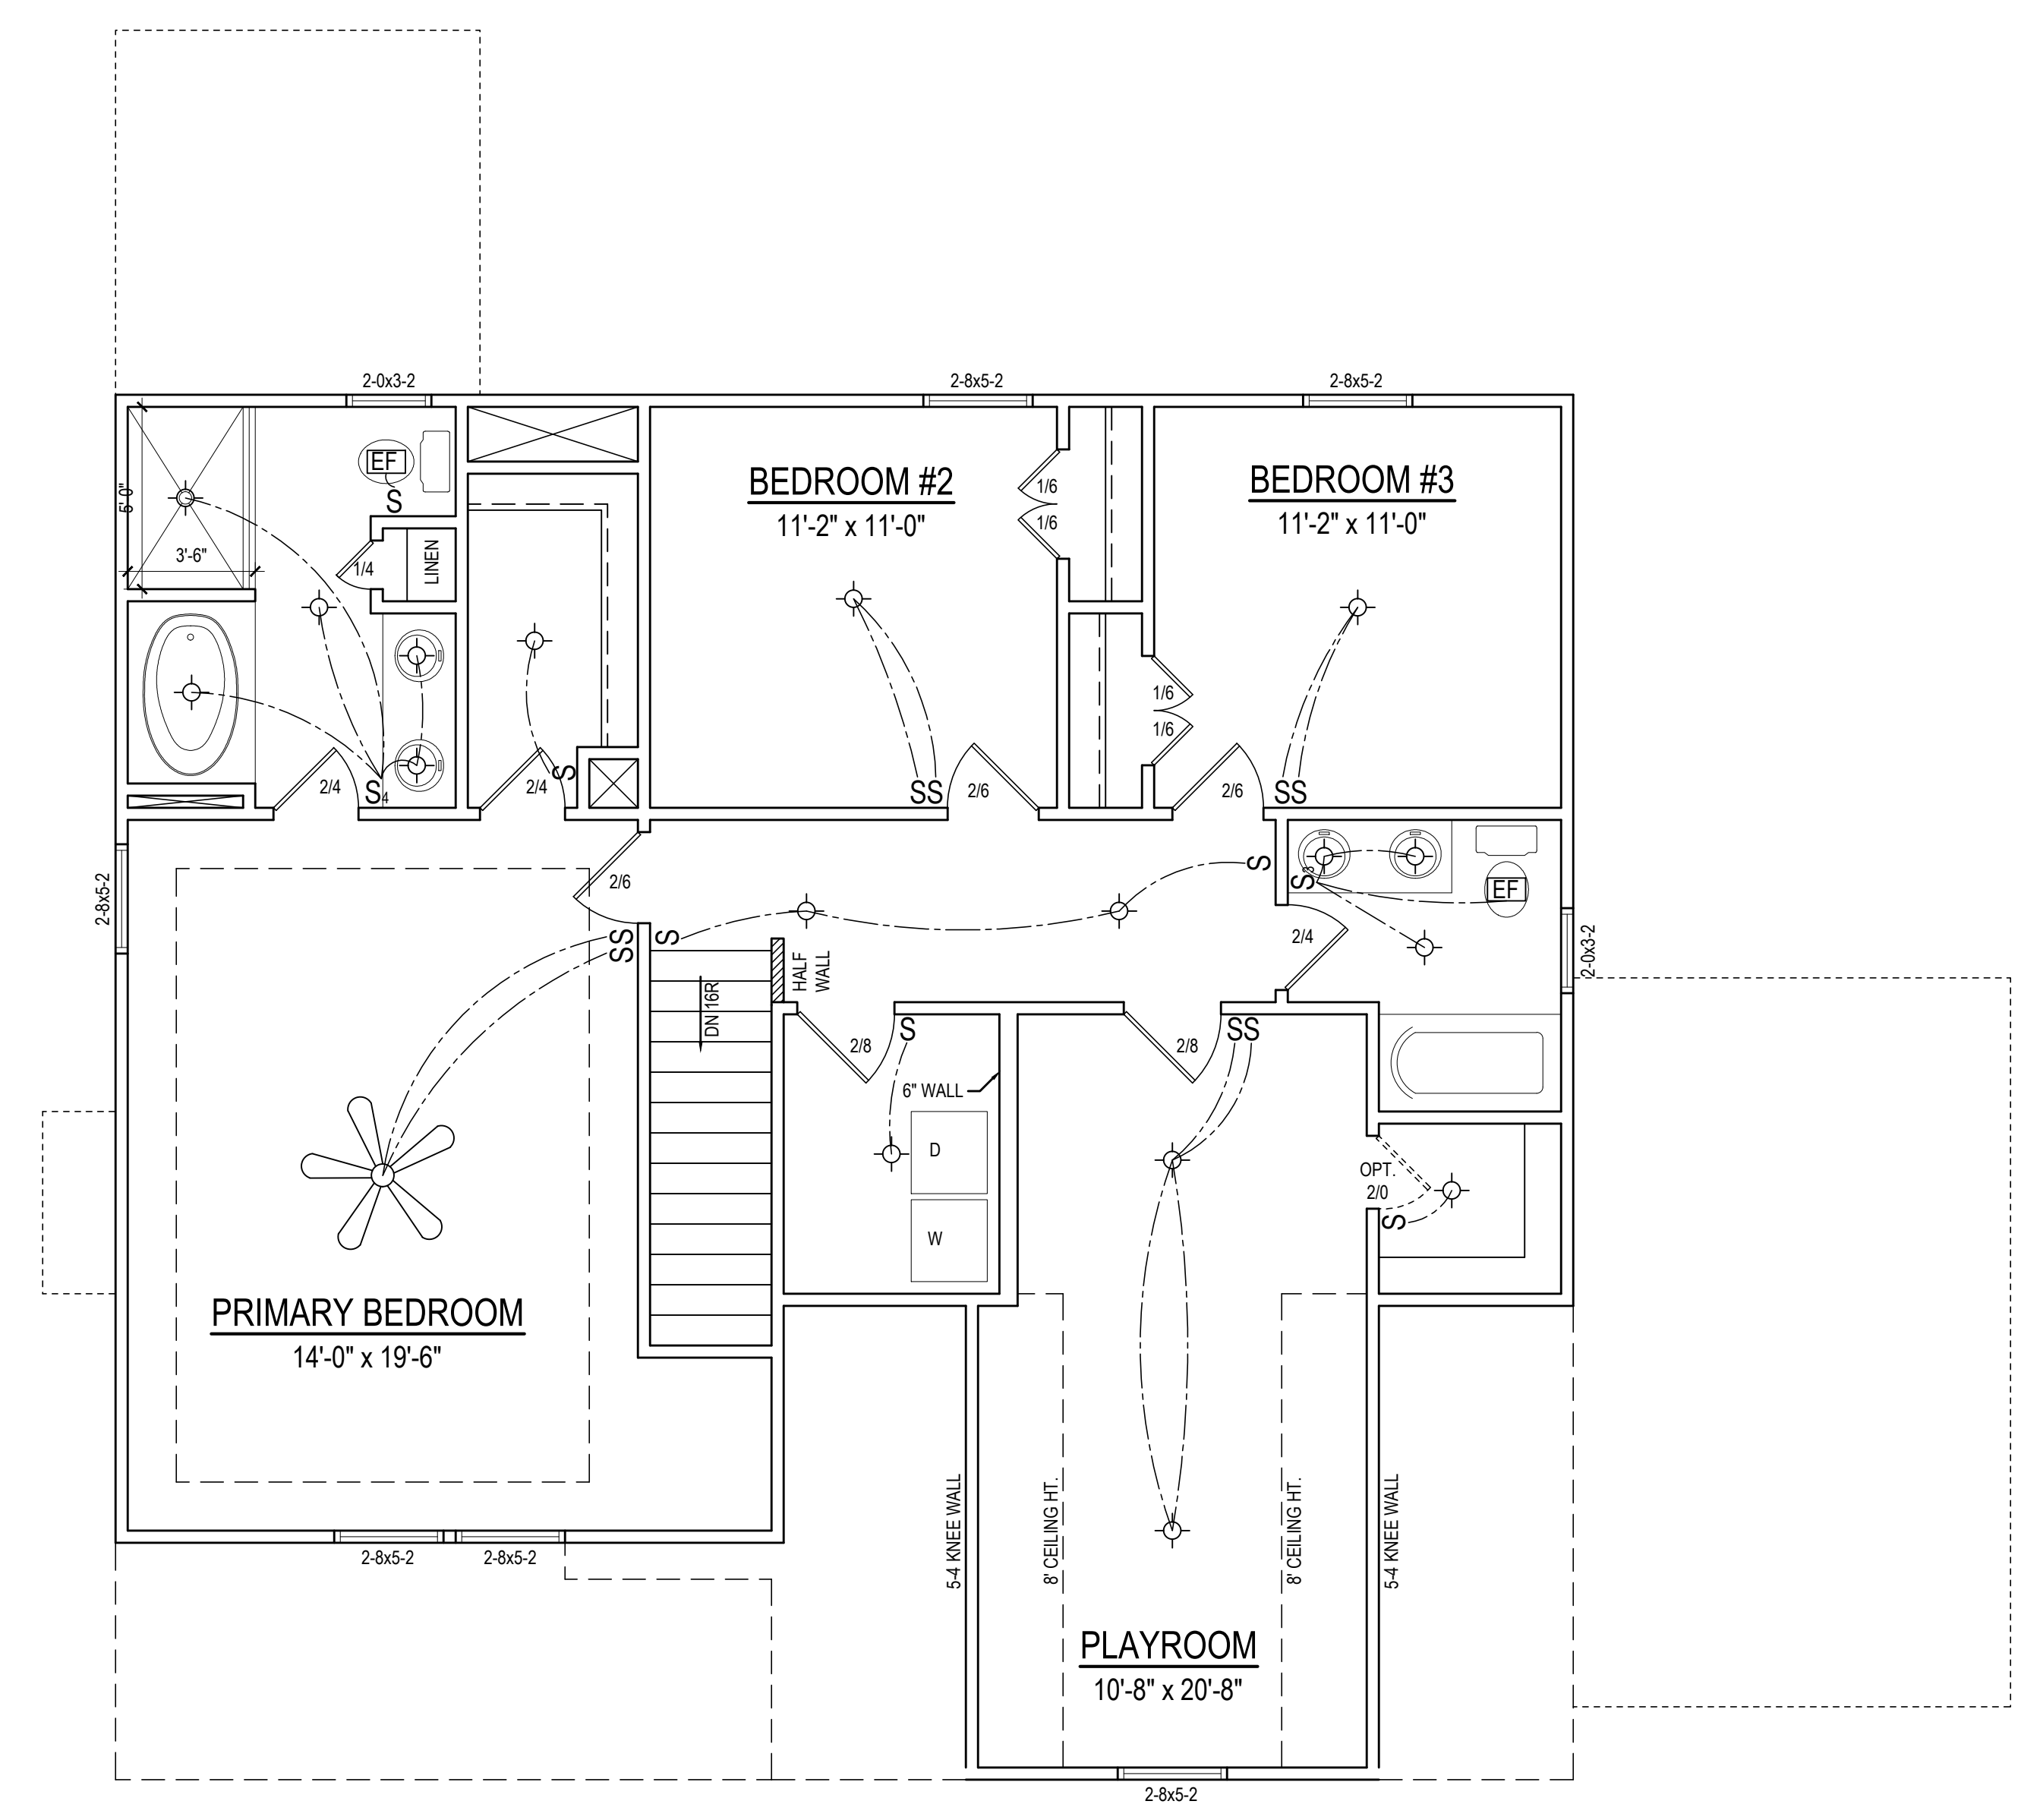 2-0x3-2
2-8x5-2
2-8x5-2
EF
S
5'-0"
3'-6"
1/4
LINEN
BEDROOM #2
11'-2" x 11'-0"
1/6
1/6
BEDROOM #3
11'-2" x 11'-0"
1/6
1/6
2/4
S4
2/4
S
SS
2/6
2/6
SS
2-8x5-2
2/6
SS
SS
S
S
S3
EF
2/4
2-0x3-2
HALF
WALL
DN 16R
2/8
S
6" WALL
D
W
2/8
SS
OPT.
2/0
S
PRIMARY BEDROOM
14'-0" x 19'-6"
2-8x5-2
2-8x5-2
5-4 KNEE WALL
8' CEILING HT.
8' CEILING HT.
5-4 KNEE WALL
PLAYROOM
10'-8" x 20'-8"
2-8x5-2